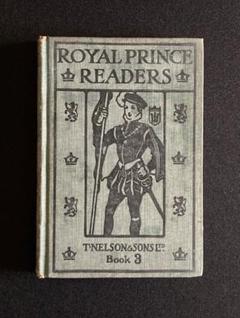 ROYAL PRINCE
READERS
T. NELSON & SONS LTD
Book 3